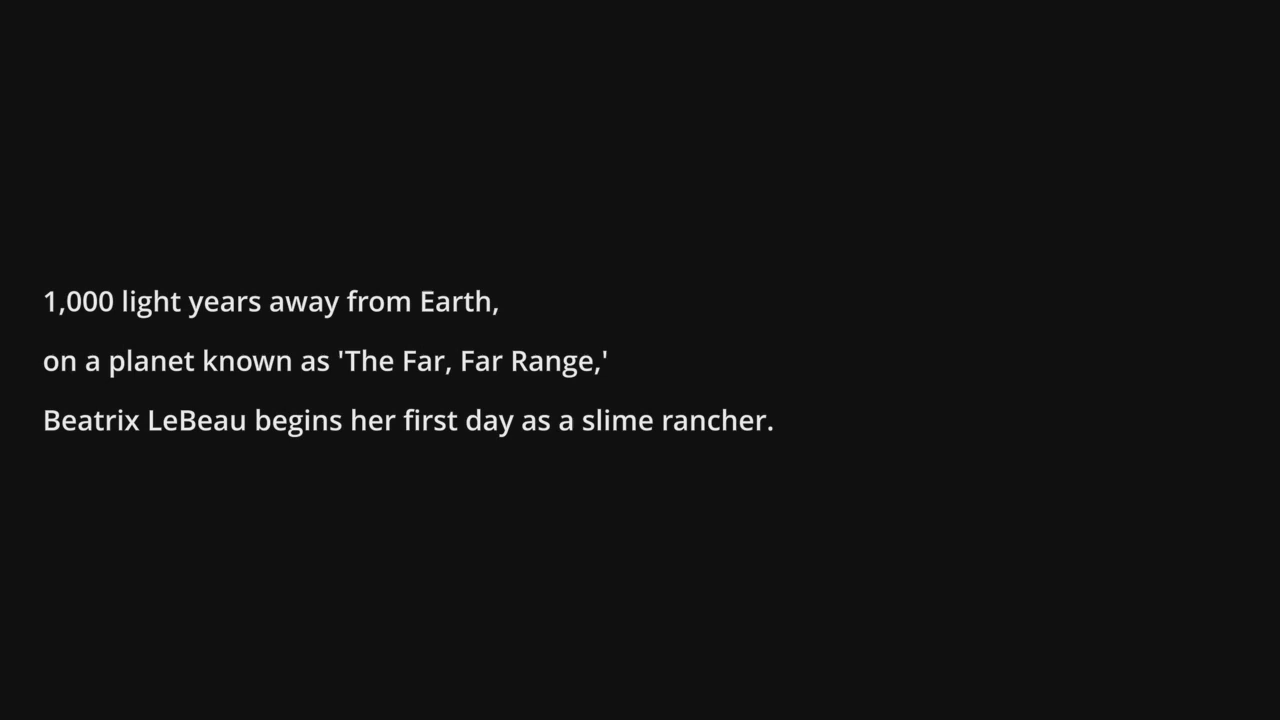 1,000 light years away from Earth,
on a planet known as 'The Far, Far Range,'
Beatrix LeBeau begins her first day as a slime rancher.